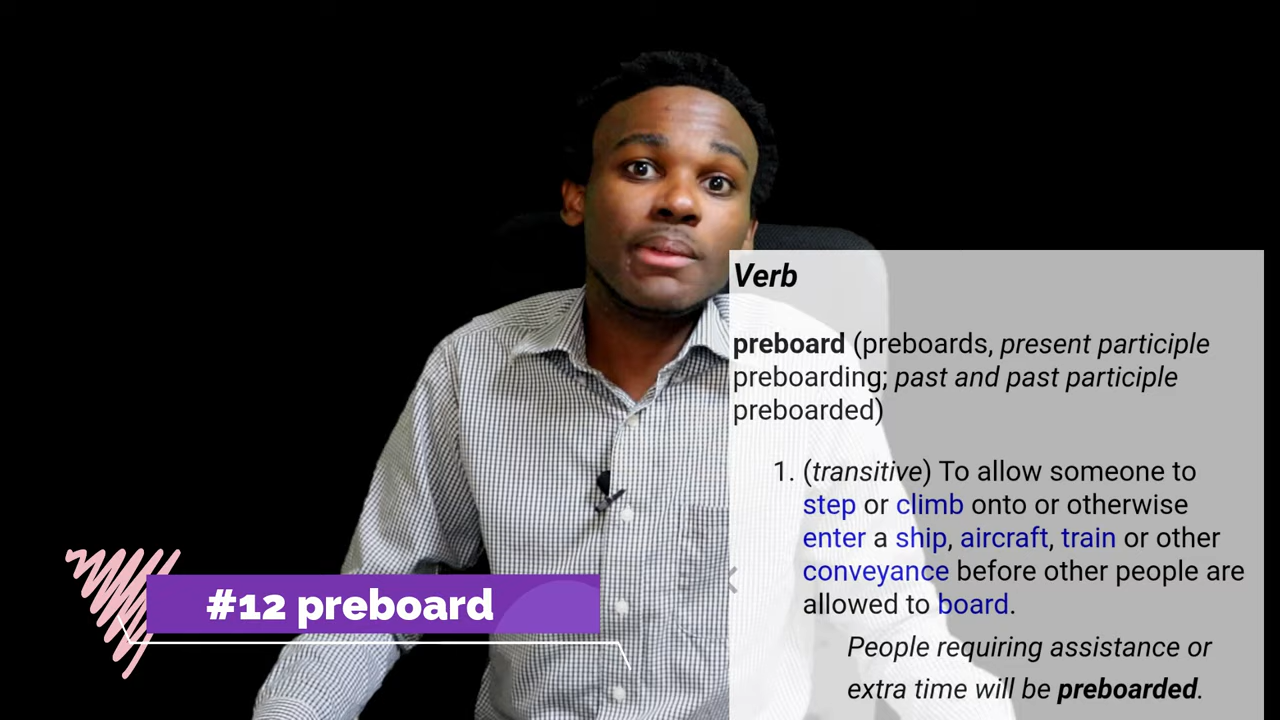 Verb
preboard (preboards, present participle
preboarding; past and past participle
preboarded)
1. (transitive) To allow someone to
step or climb onto or otherwise
enter a ship, aircraft, train or other
conveyance before other people are
allowed to board.
People requiring assistance or
extra time will be preboarded.
#12 preboard